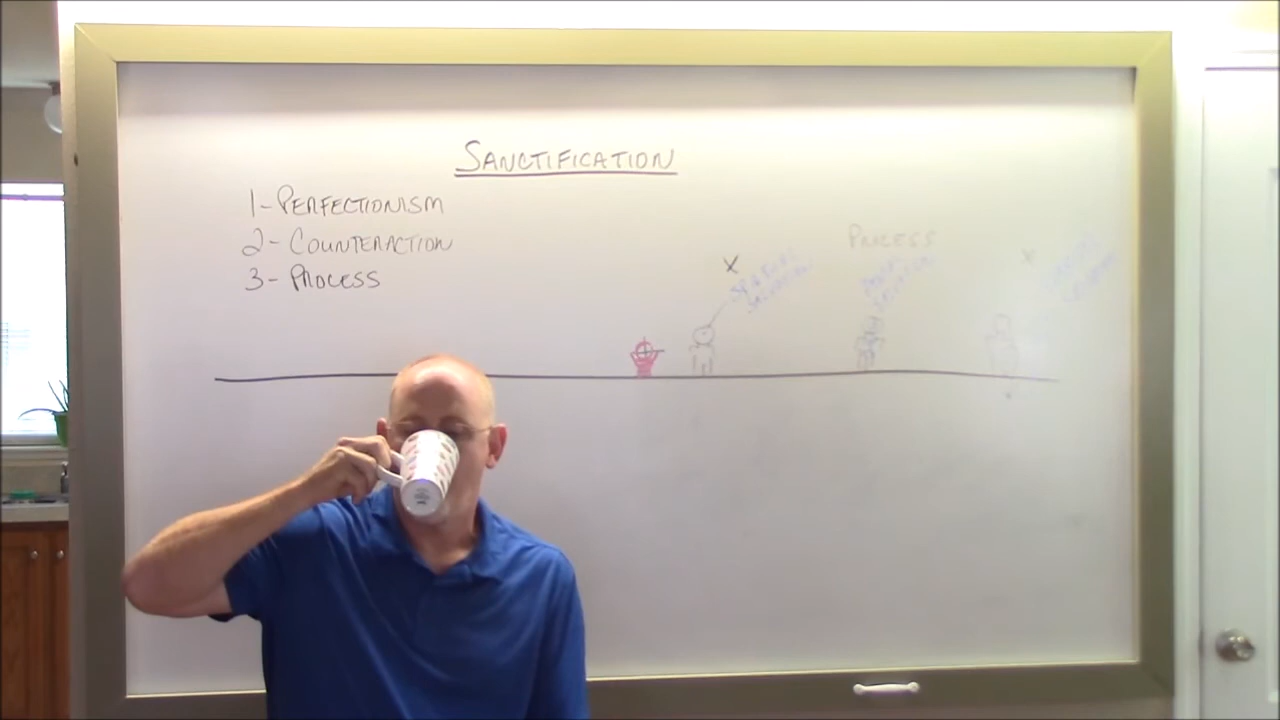 SANCTIFICATION
1-PERFECTIONISM
2-COUNTERACTION
3-PROCESS
PROCESS
X
X